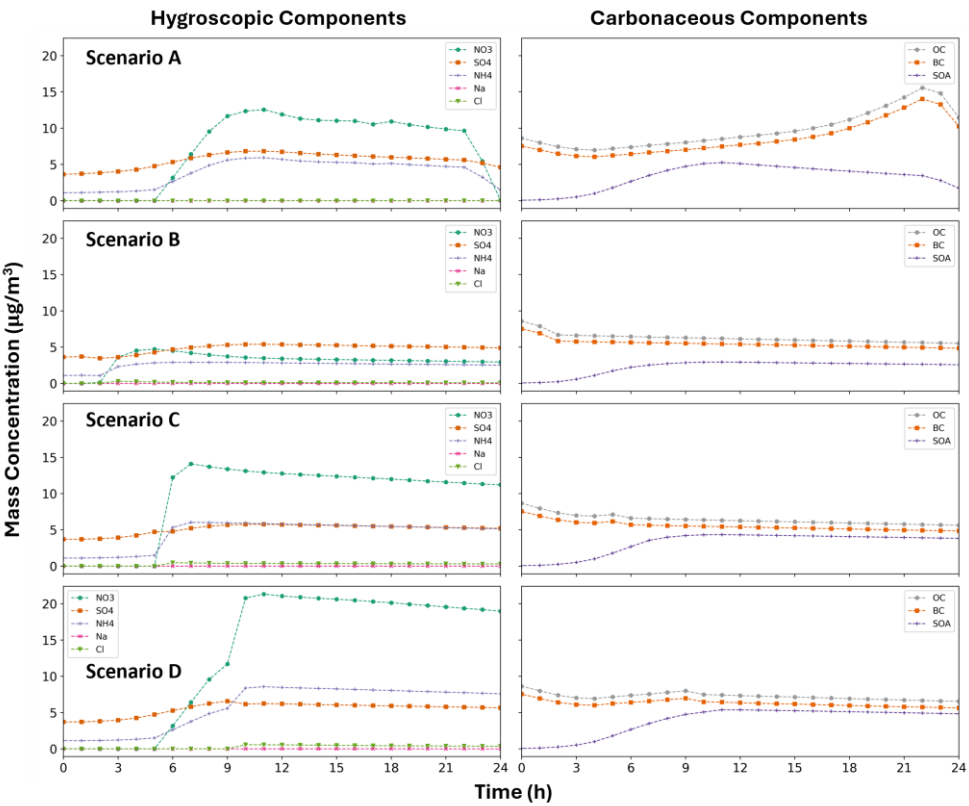 Hygroscopic Components
Carbonaceous Components
Mass Concentration (µg/m³)
Scenario A
20
15
10
5
0
NO3
SO4
NH4
Na
Cl
OC
BC
SOA
Scenario B
20
15
10
5
0
NO3
SO4
NH4
Na
Cl
OC
BC
SOA
Scenario C
20
15
10
5
0
NO3
SO4
NH4
Na
Cl
OC
BC
SOA
Scenario D
20
15
10
5
0
NO3
SO4
NH4
Na
Cl
OC
BC
SOA
0 3 6 9 12 15 18 21 24
0 3 6 9 12 15 18 21 24
Time (h)